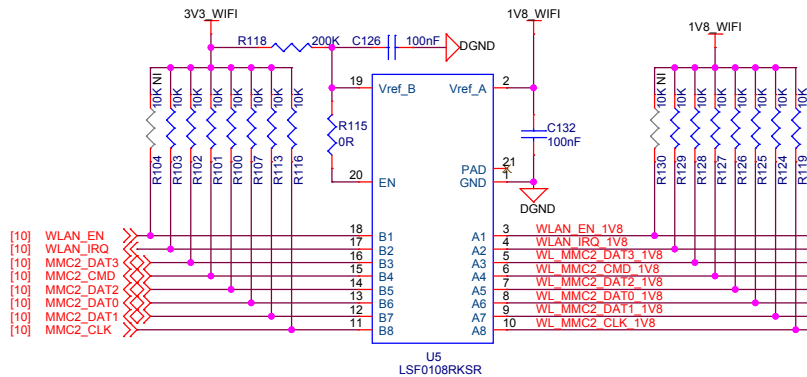 3V3_WIFI
1V8_WIFI
1V8_WIFI
R118
200K
C126
100nF
DGND
10K NI
10K
10K
10K
10K
10K
10K
10K
R104
R103
R102
R101
R100
R107
R113
R116
19
Vref_B
Vref_A
2
R115
0R
C132
100nF
20
EN
PAD
21
GND
1
DGND
10K NI
10K
10K
10K
10K
10K
10K
10K
R130
R129
R128
R127
R126
R125
R124
R119
[10] WLAN_EN 18 B1 A1 3 WLAN_EN_1V8
[10] WLAN_IRQ 17 B2 A2 4 WLAN_IRQ_1V8
[10] MMC2_DAT3 16 B3 A3 5 WL_MMC2_DAT3_1V8
[10] MMC2_CMD 15 B4 A4 6 WL_MMC2_CMD_1V8
[10] MMC2_DAT2 14 B5 A5 7 WL_MMC2_DAT2_1V8
[10] MMC2_DAT0 13 B6 A6 8 WL_MMC2_DAT0_1V8
[10] MMC2_DAT1 12 B7 A7 9 WL_MMC2_DAT1_1V8
[10] MMC2_CLK 11 B8 A8 10 WL_MMC2_CLK_1V8
U5
LSF0108RKSR